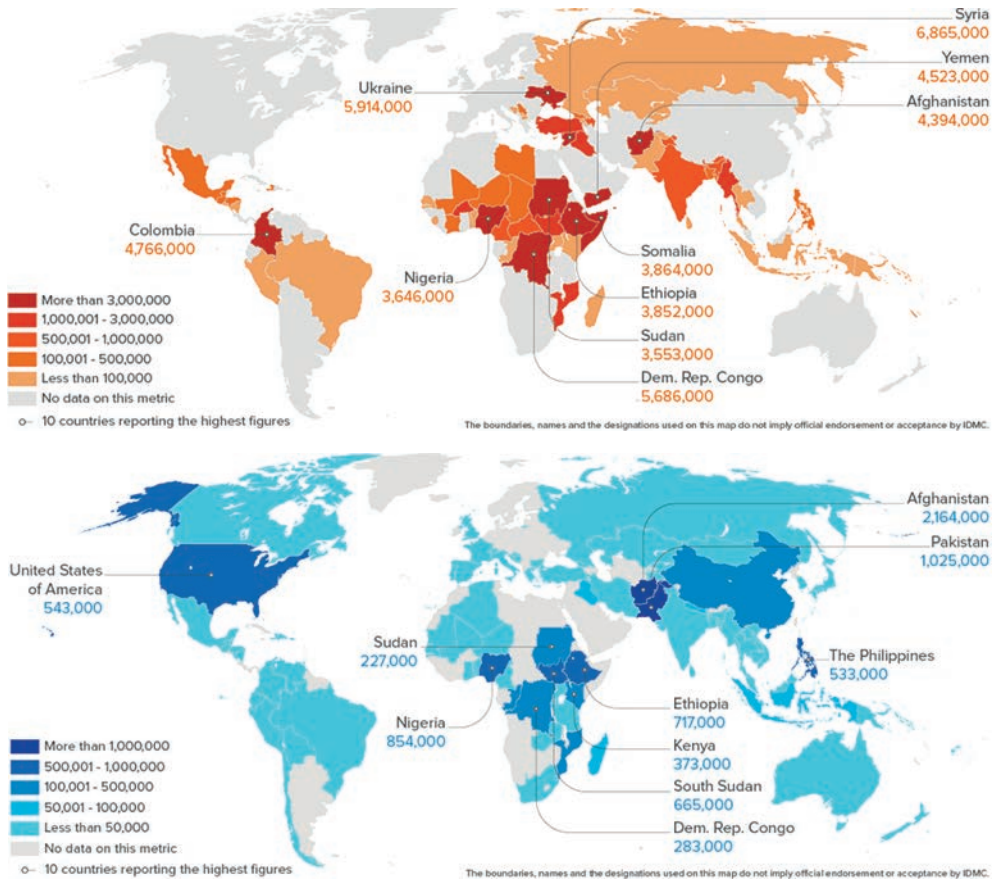 Syria
6,865,000
Yemen
4,523,000
Ukraine
5,914,000
Afghanistan
4,394,000
Colombia
4,766,000
Nigeria
3,646,000
Somalia
3,864,000
Ethiopia
3,852,000
Sudan
3,553,000
Dem. Rep. Congo
5,686,000
More than 3,000,000
1,000,001 - 3,000,000
500,001 - 1,000,000
100,001 - 500,000
Less than 100,000
No data on this metric
10 countries reporting the highest figures
The boundaries, names and the designations used on this map do not imply official endorsement or acceptance by IDMC.
Afghanistan
2,164,000
Pakistan
1,025,000
United States
of America
543,000
Sudan
227,000
The Philippines
533,000
Nigeria
854,000
Ethiopia
717,000
Kenya
373,000
South Sudan
665,000
Dem. Rep. Congo
283,000
More than 1,000,000
500,001 - 1,000,000
100,001 - 500,000
50,001 - 100,000
Less than 50,000
No data on this metric
10 countries reporting the highest figures
The boundaries, names and the designations used on this map do not imply official endorsement or acceptance by IDMC.